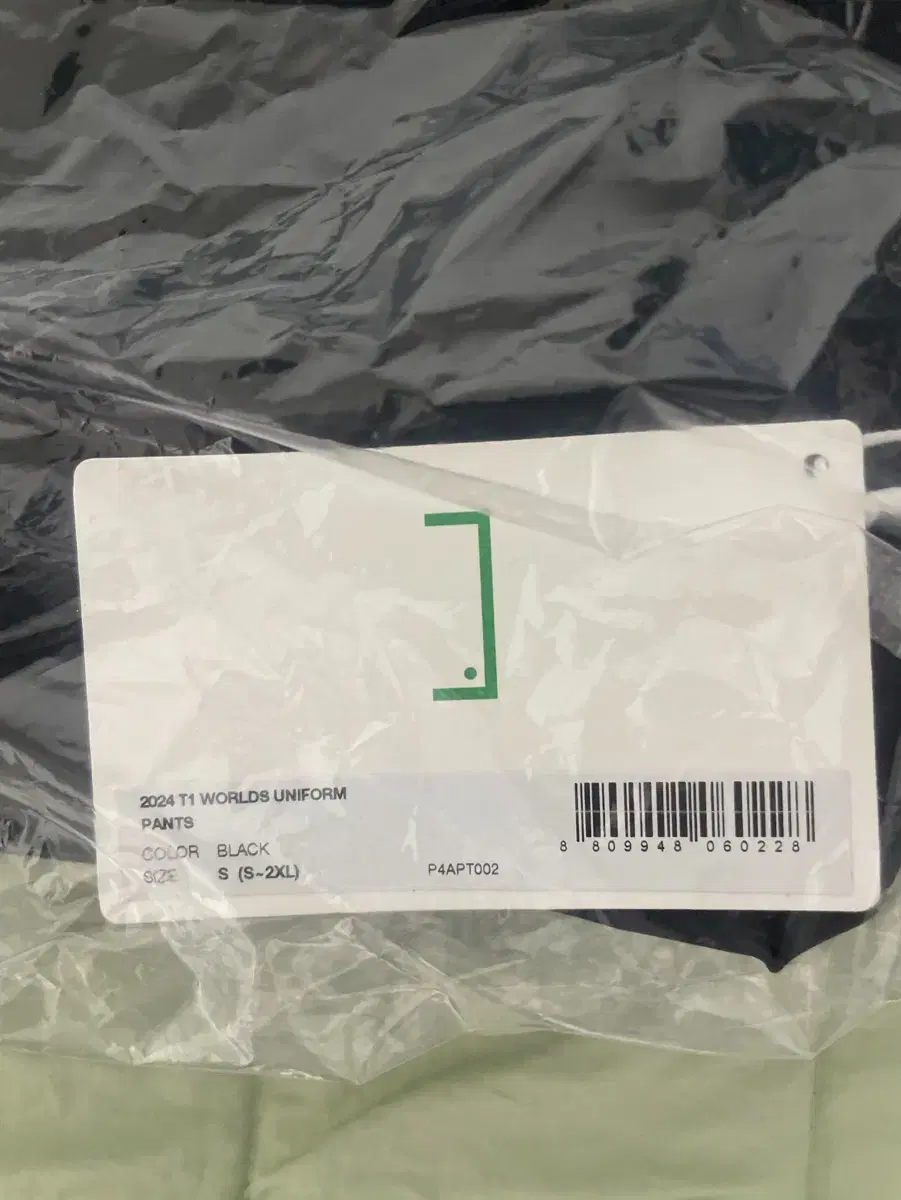 2024 T1 WORLDS UNIFORM
PANTS
COLOR BLACK
SIZE S (S~2XL)
P4APT002
8 809948 060228